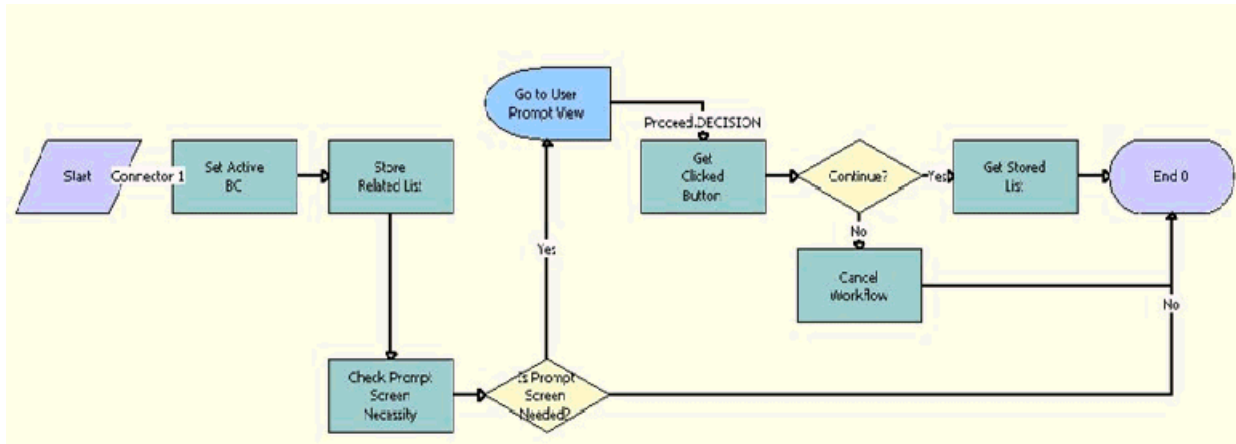 Start
Connector 1
Set Active
BC
Store
Related List
Go to User
Prompt View
Proceed.DECISION
Get
Clicked
Button
Continue?
Yes
Get Stored
List
End 0
No
Cancel
Workflow
Yes
No
Check Prompt
Screen
Necessity
Is Prompt
Screen
Needed?